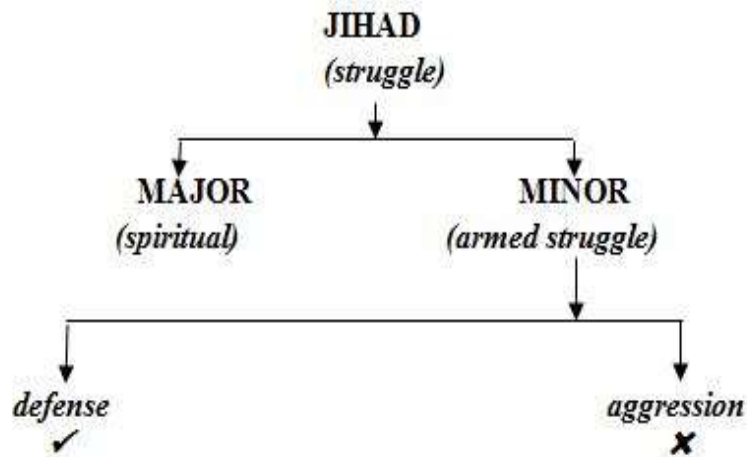 JIHAD
(struggle)
MAJOR
MINOR
(spiritual)
(armed struggle)
defense
aggression
✔
✘